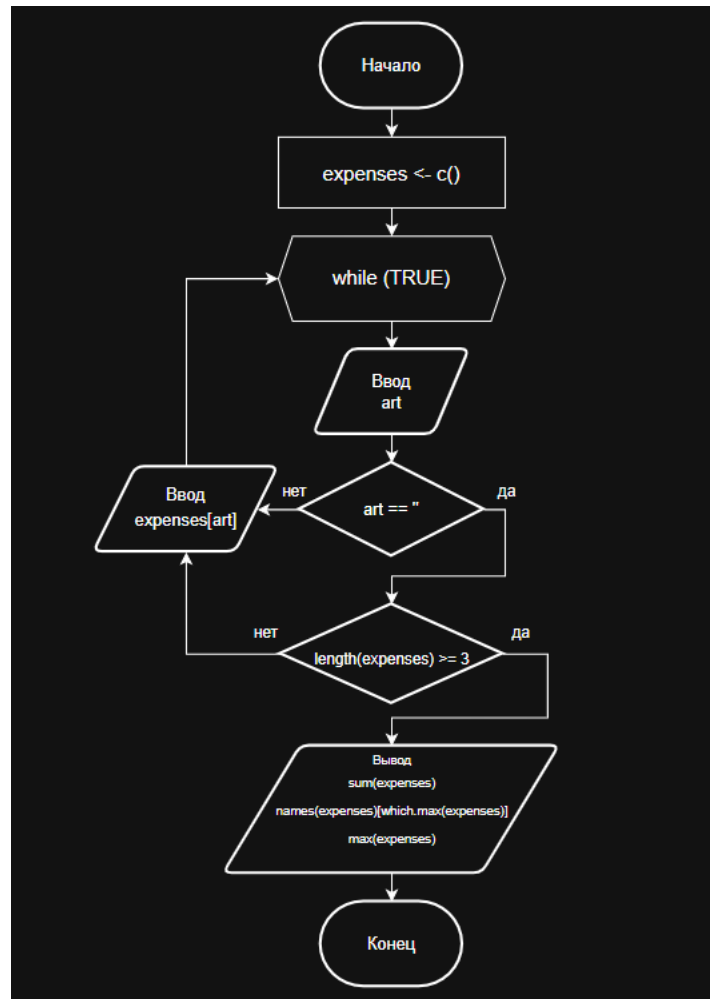 Начало
expenses <- c()
while (TRUE)
Ввод
art
нет
art == ''
да
Ввод
expenses[art]
нет
length(expenses) >= 3
да
Вывод
sum(expenses)
names(expenses)[which.max(expenses)]
max(expenses)
Конец